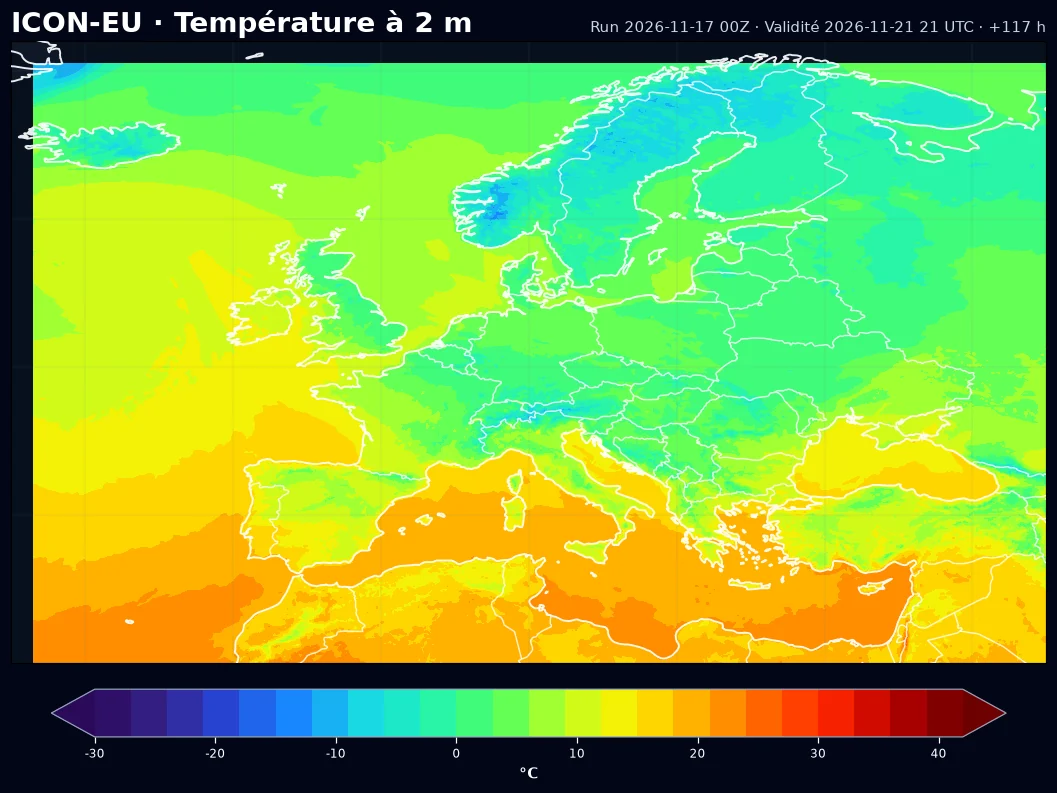 ICON-EU · Température à 2 m
Run 2026-11-17 00Z · Validité 2026-11-21 21 UTC · +117 h
-30 -20 -10 0 10 20 30 40
°C